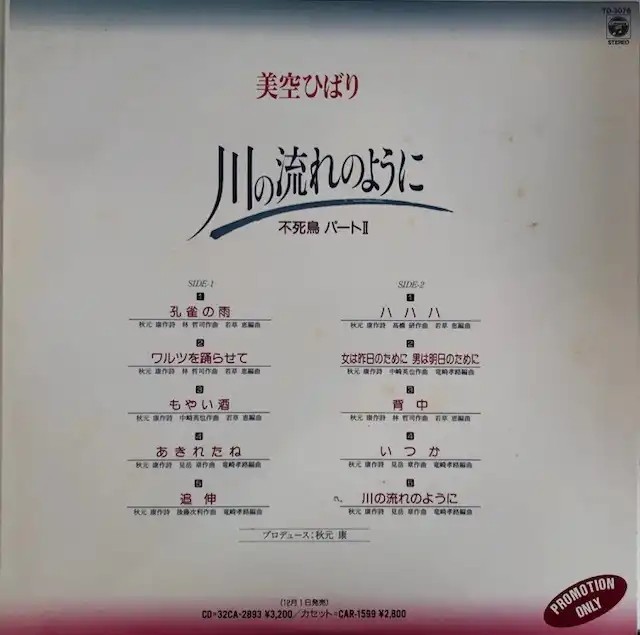 TD-3076
STEREO
美空ひばり
川の流れのように
不死鳥 パートⅡ
SIDE-1
1
孔雀の雨
秋元 康作詩 林 哲司作曲 若草 恵編曲
2
ワルツを踊らせて
秋元 康作詩 林 哲司作曲 若草 恵編曲
3
もやい酒
秋元 康作詩 中崎英也作曲 若草 恵編曲
4
あきれたね
秋元 康作詩 見岳 章作曲 竜崎孝路編曲
5
追伸
秋元 康作詩 後藤次利作曲 竜崎孝路編曲
SIDE-2
1
ハハハ
秋元 康作詩 高橋 研作曲 若草 恵編曲
2
女は昨日のために 男は明日のために
秋元 康作詩 中崎英也作曲 竜崎孝路編曲
3
背中
秋元 康作詩 林 哲司作曲 若草 恵編曲
4
いつか
秋元 康作詩 見岳 章作曲 竜崎孝路編曲
5
川の流れのように
秋元 康作詩 見岳 章作曲 竜崎孝路編曲
プロデュース:秋元 康
(12月1日発売)
CD=32CA-2893 ¥3,200/カセット=CAR-1599 ¥2,800
PROMOTION
ONLY